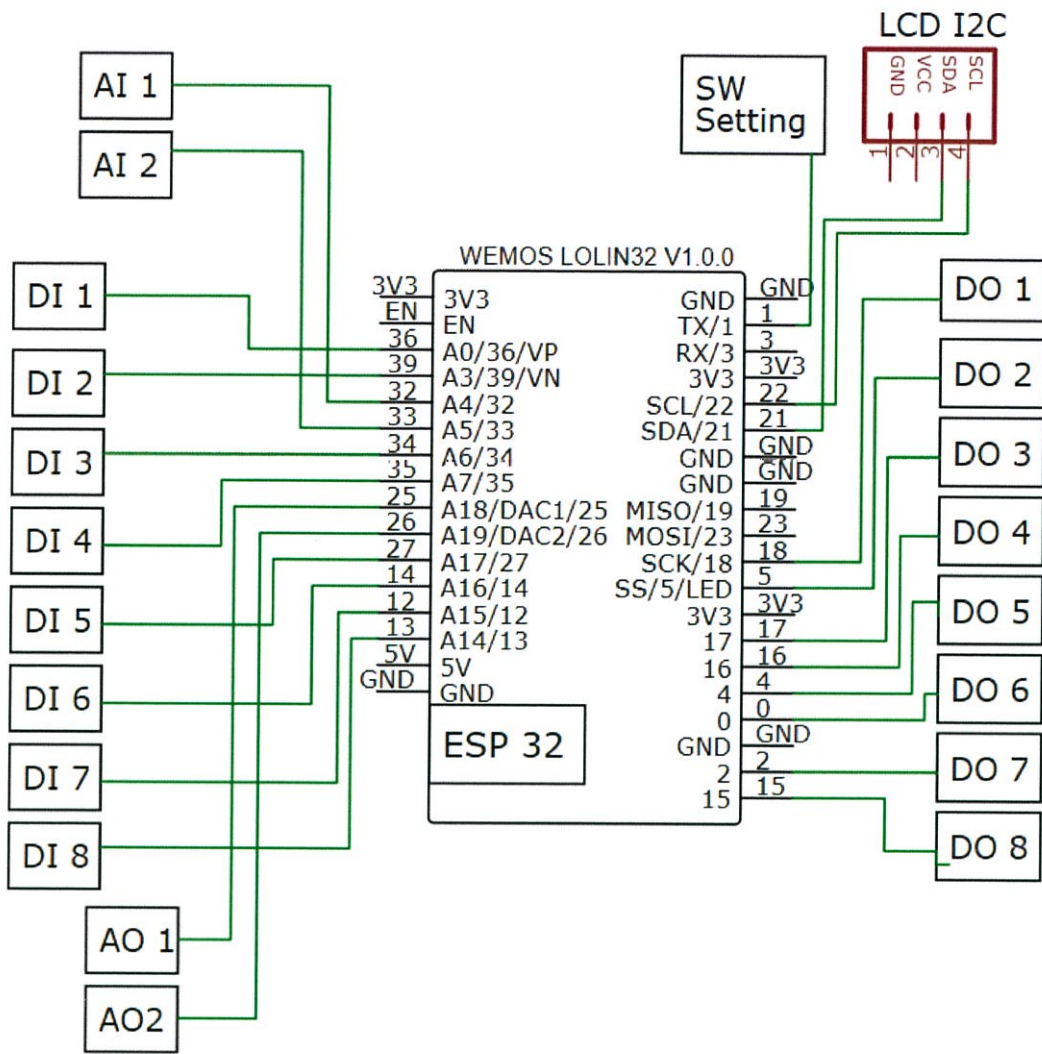 LCD I2C
GND
VCC
SDA
SCL
1
2
3
4
SW
Setting
AI 1
AI 2
DI 1
DI 2
DI 3
DI 4
DI 5
DI 6
DI 7
DI 8
AO 1
AO2
WEMOS LOLIN32 V1.0.0
3V3
EN
36
39
32
33
34
35
25
26
27
14
12
13
5V
GND
3V3
EN
A0/36/VP
A3/39/VN
A4/32
A5/33
A6/34
A7/35
A18/DAC1/25
A19/DAC2/26
A17/27
A16/14
A15/12
A14/13
5V
GND
ESP 32
GND
TX/1
RX/3
3V3
SCL/22
SDA/21
GND
GND
MISO/19
MOSI/23
SCK/18
SS/5/LED
3V3
17
16
4
0
GND
2
15
GND
1
3
3V3
22
21
GND
GND
19
23
18
5
3V3
17
16
4
0
GND
2
15
DO 1
DO 2
DO 3
DO 4
DO 5
DO 6
DO 7
DO 8